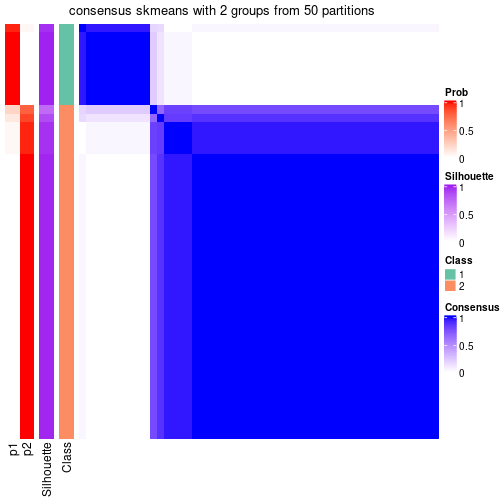 consensus skmeans with 2 groups from 50 partitions
Prob
1
0.5
0
Silhouette
1
0.5
0
Class
1
2
Consensus
1
0.5
0
p1
p2
Silhouette
Class